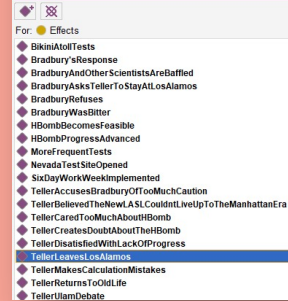 For: Effects
BikiniAtollTests
Bradbury'sResponse
BradburyAndOtherScientistsAreBaffled
BradburyAsksTellerToStayAtLosAlamos
BradburyRefuses
BradburyWasBitter
HBombBecomesFeasible
HBombProgressAdvanced
MoreFrequentTests
NevadaTestSiteOpened
SixDayWorkWeekImplemented
TellerAccusesBradburyOfTooMuchCaution
TellerBelievedTheNewLASLCouldntLiveUpToTheManhattanEra
TellerCaredTooMuchAboutHBomb
TellerCreatesDoubtAboutTheHBomb
TellerDisatisfiedWithLackOfProgress
TellerLeavesLosAlamos
TellerMakesCalculationMistakes
TellerReturnsToOldLife
TellerUlamDebate